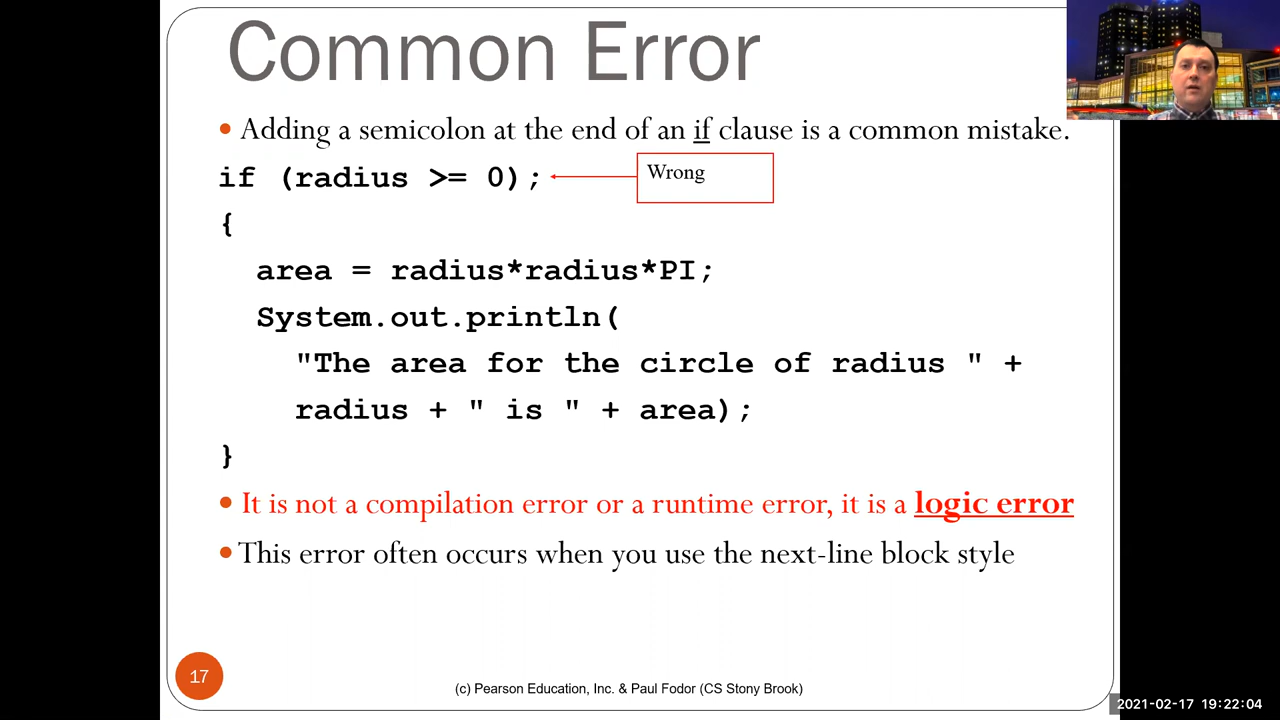 Common Error
• Adding a semicolon at the end of an if clause is a common mistake.
if (radius >= 0);
Wrong
{
area = radius*radius*PI;
System.out.println(
"The area for the circle of radius " +
radius + " is " + area);
}
• It is not a compilation error or a runtime error, it is a logic error
• This error often occurs when you use the next-line block style
17
(c) Pearson Education, Inc. & Paul Fodor (CS Stony Brook)
2021-02-17 19:22:04